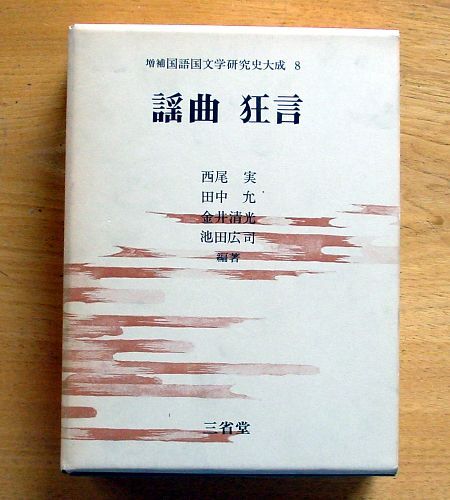 増補国語国文学研究史大成 8
謡曲 狂言
西尾 実
田中 允
金井清光
池田広司
編著
三省堂